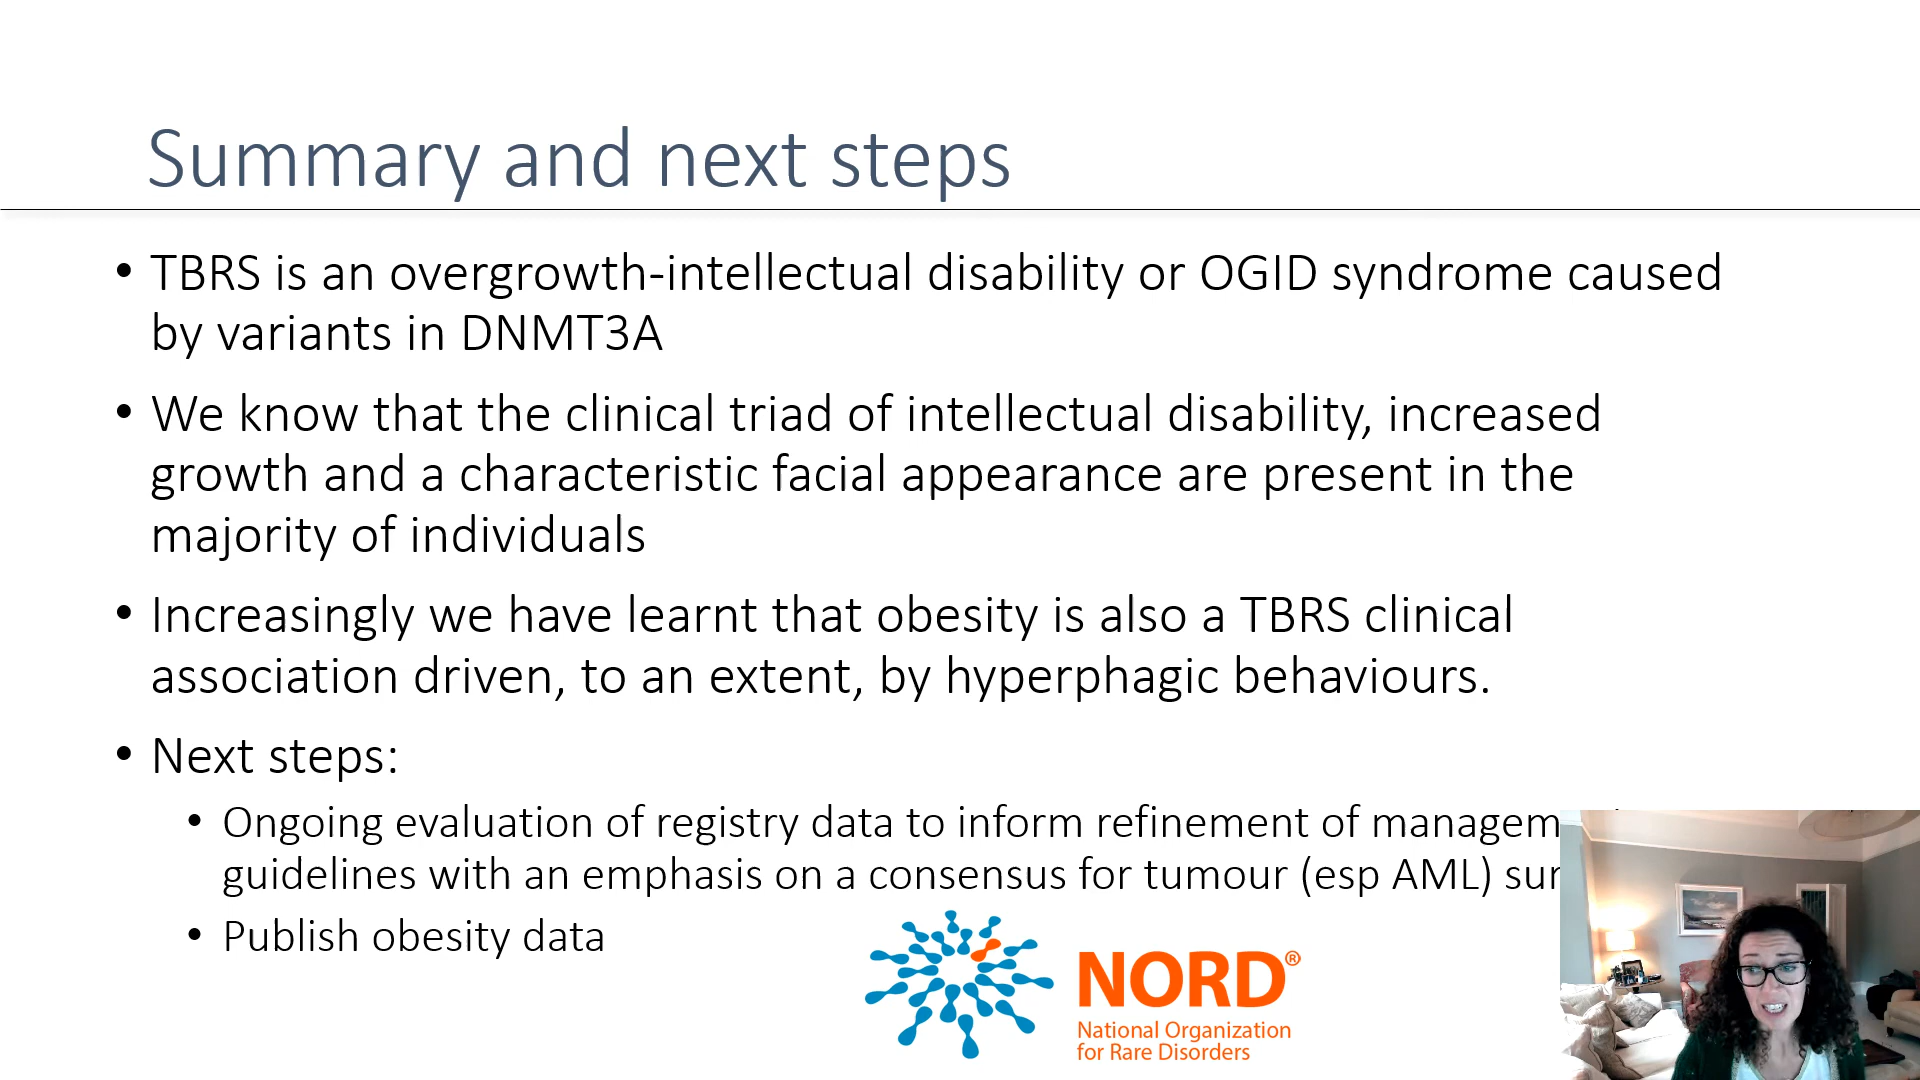 Summary and next steps
• TBRS is an overgrowth-intellectual disability or OGID syndrome caused
by variants in DNMT3A
• We know that the clinical triad of intellectual disability, increased
growth and a characteristic facial appearance are present in the
majority of individuals
• Increasingly we have learnt that obesity is also a TBRS clinical
association driven, to an extent, by hyperphagic behaviours.
• Next steps:
• Ongoing evaluation of registry data to inform refinement of
guidelines with an emphasis on a consensus for tumour (esp AML)
• Publish obesity data
NORD®
National Organization
for Rare Disorders